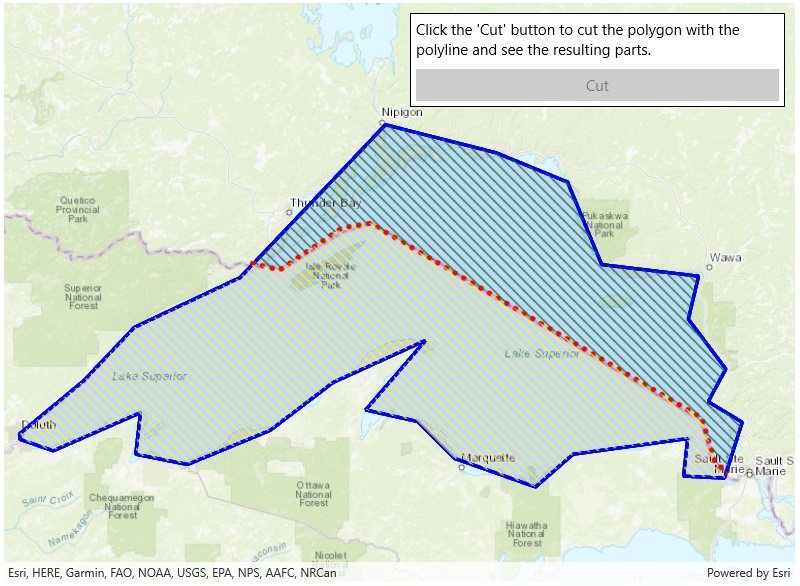 Click the 'Cut' button to cut the polygon with the
polyline and see the resulting parts.
Cut
Nipigon
Quetico
Provincial
Park
Thunder Bay
Pukaskwa
National
Park
Wawa
Isle Royale
National
Park
Superior
National
Forest
Lake Superior
Lake Superior
Duluth
Marquette
Sault Ste
Marie
Sault S
Marie
Saint Croix
Chequamegon
National
Forest
Namekagon
Ottawa
National
Forest
Hiawatha
National
Forest
Nicolet
Esri, HERE, Garmin, FAO, NOAA, USGS, EPA, NPS, AAFC, NRCan
Powered by Esri